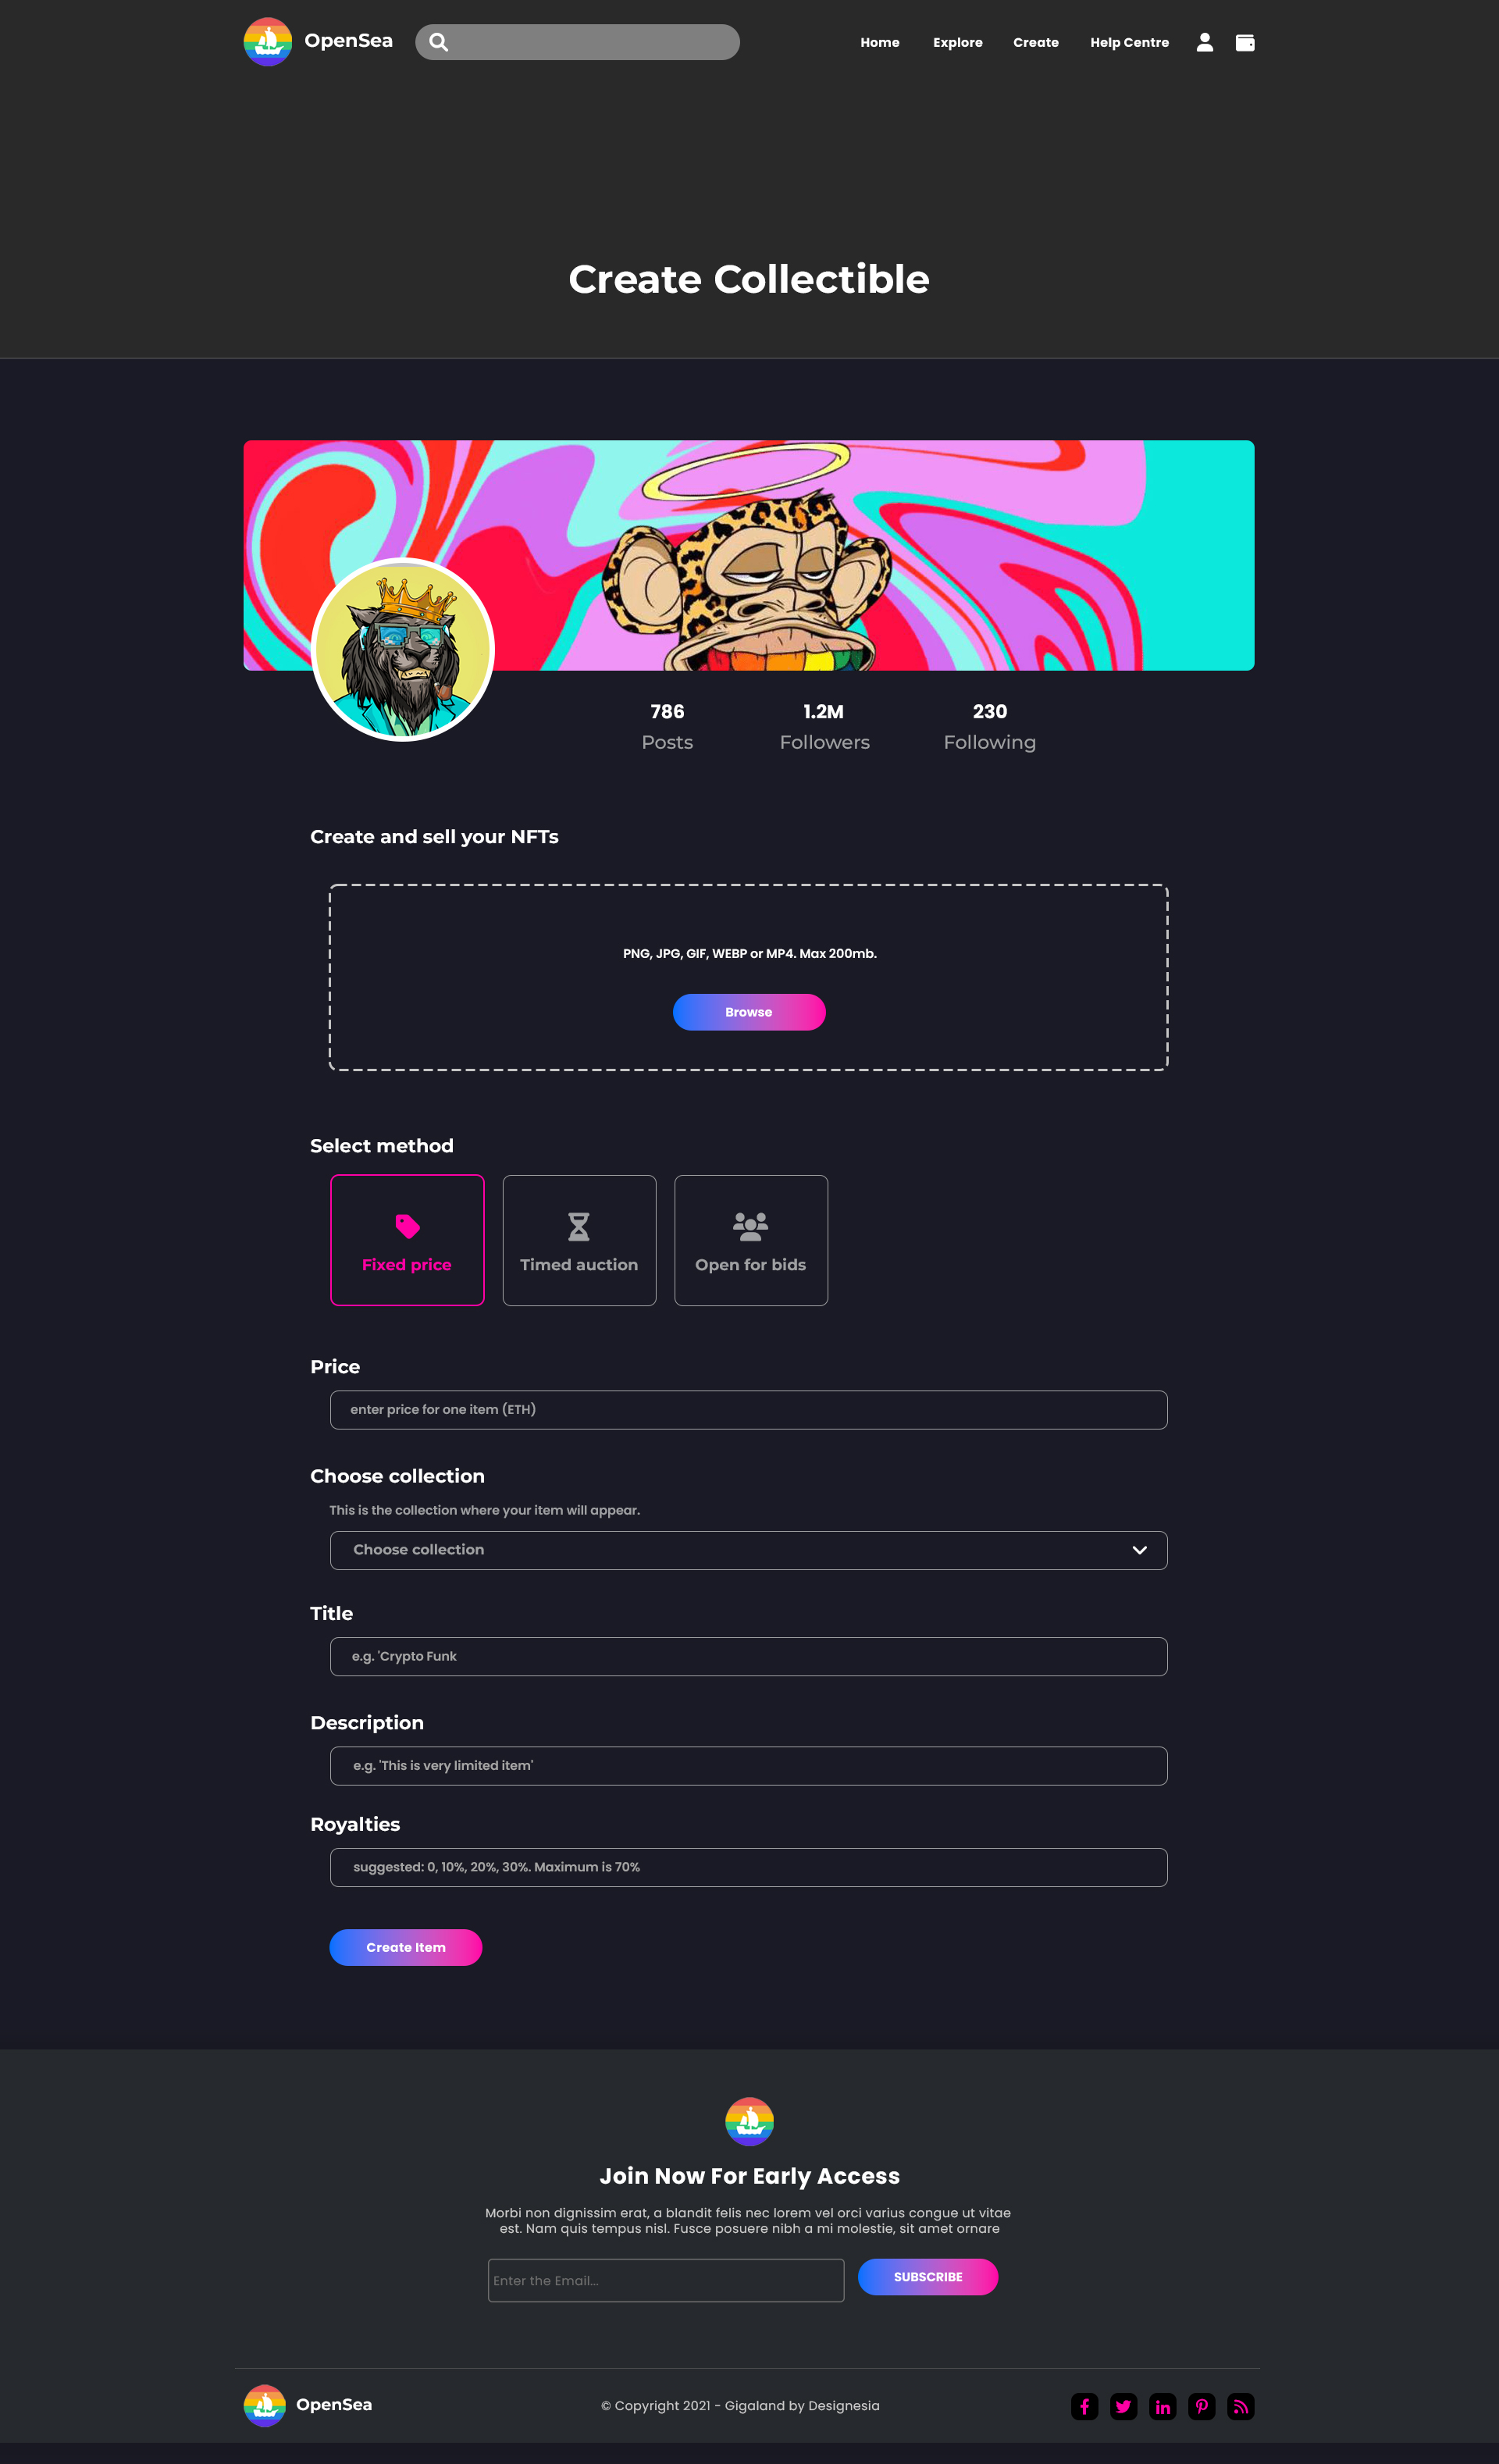 OpenSea
Home Explore Create Help Centre
Create Collectible
786 1.2M 230
Posts Followers Following
Create and sell your NFTs
PNG, JPG, GIF, WEBP or MP4. Max 200mb.
Browse
Select method
Fixed price Timed auction Open for bids
Price
enter price for one item (ETH)
Choose collection
This is the collection where your item will appear.
Choose collection
Title
e.g. 'Crypto Funk
Description
e.g. 'This is very limited item'
Royalties
suggested: 0, 10%, 20%, 30%. Maximum is 70%
Create Item
Join Now For Early Access
Morbi non dignissim erat, a blandit felis nec lorem vel orci varius congue ut vitae
est. Nam quis tempus nisl. Fusce posuere nibh a mi molestie, sit amet ornare
Enter the Email... SUBSCRIBE
OpenSea © Copyright 2021 - Gigaland by Designesia